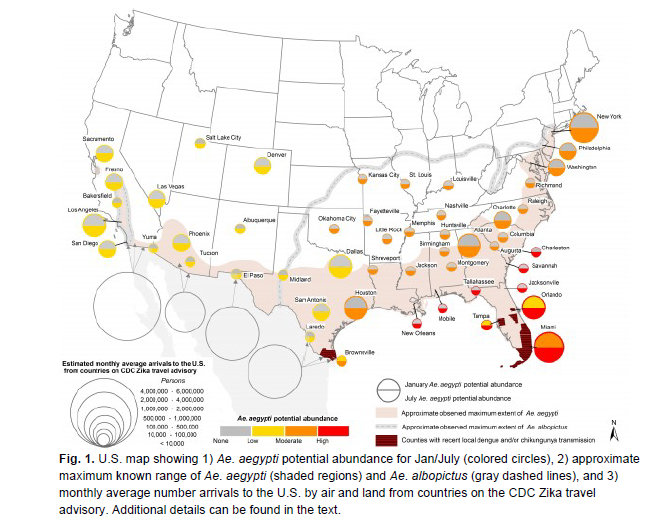 New York
Philadelphia
Washington
Richmond
Raleigh
Charlotte
Columbia
Charleston
Augusta
Savannah
Jacksonville
Orlando
Miami
Tampa
Tallahassee
Montgomery
Atlanta
Huntsville
Birmingham
Nashville
Louisville
St. Louis
Kansas City
Fayetteville
Little Rock
Memphis
Oklahoma City
Dallas
Shreveport
Jackson
Mobile
New Orleans
Houston
San Antonio
Laredo
Brownsville
Midland
El Paso
Albuquerque
Denver
Salt Lake City
Las Vegas
Phoenix
Tucson
Yuma
San Diego
Los Angeles
Bakersfield
Fresno
Sacramento
Estimated monthly average arrivals to the U.S.
from countries on CDC Zika travel advisory
Persons
4,000,000 - 6,000,000
2,000,000 - 4,000,000
1,000,000 - 2,000,000
500,000 - 1,000,000
100,000 - 500,000
10,000 - 100,000
< 10,000
Ae. aegypti potential abundance
None Low Moderate High
January Ae. aegypti potential abundance
July Ae. aegypti potential abundance
Approximate observed maximum extent of Ae. aegypti
Approximate observed maximum extent of Ae. albopictus
Counties with recent local dengue and/or chikungunya transmission
N
Fig. 1. U.S. map showing 1) Ae. aegypti potential abundance for Jan/July (colored circles), 2) approximate
maximum known range of Ae. aegypti (shaded regions) and Ae. albopictus (gray dashed lines), and 3)
monthly average number arrivals to the U.S. by air and land from countries on the CDC Zika travel
advisory. Additional details can be found in the text.